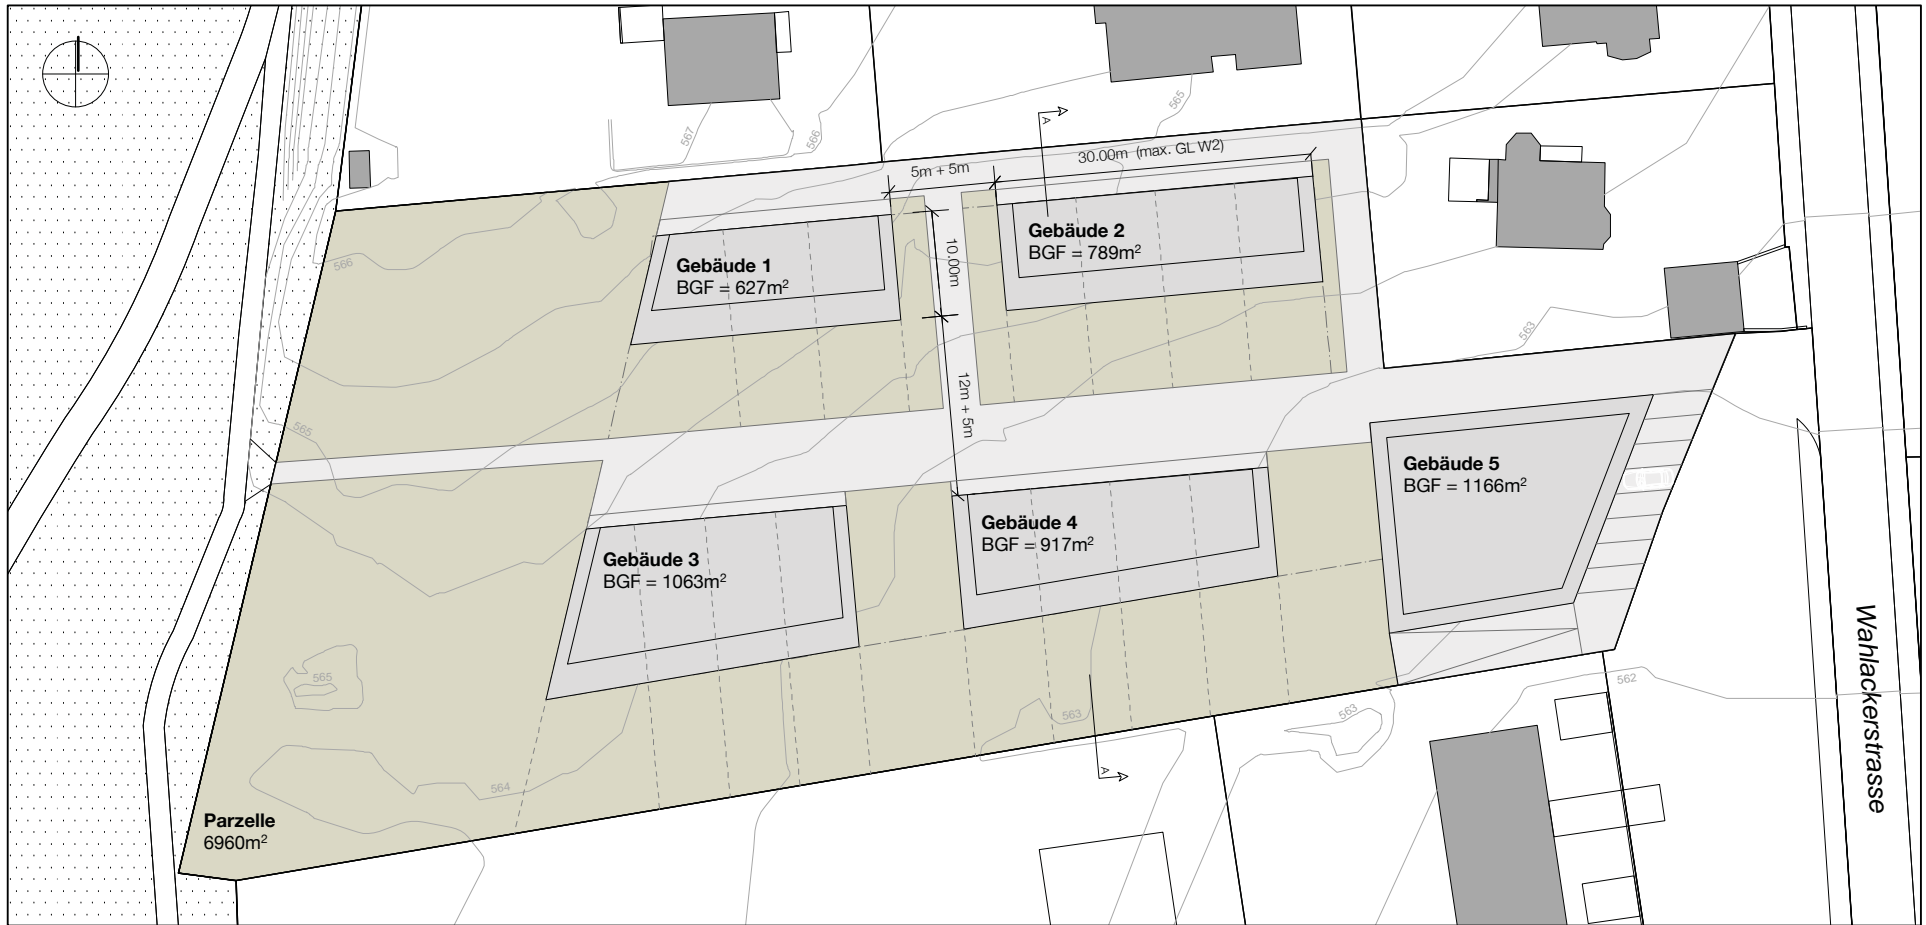 567
566
565
A
5m + 5m
30.00m (max. GL W2)
Gebäude 2
BGF = 789m²
Gebäude 1
BGF = 627m²
10.00m
566
563
12m + 5m
565
Gebäude 5
BGF = 1166m²
Gebäude 4
BGF = 917m²
Gebäude 3
BGF = 1063m²
565
562
563
563
Wahlackerstrasse
A
564
Parzelle
6960m²